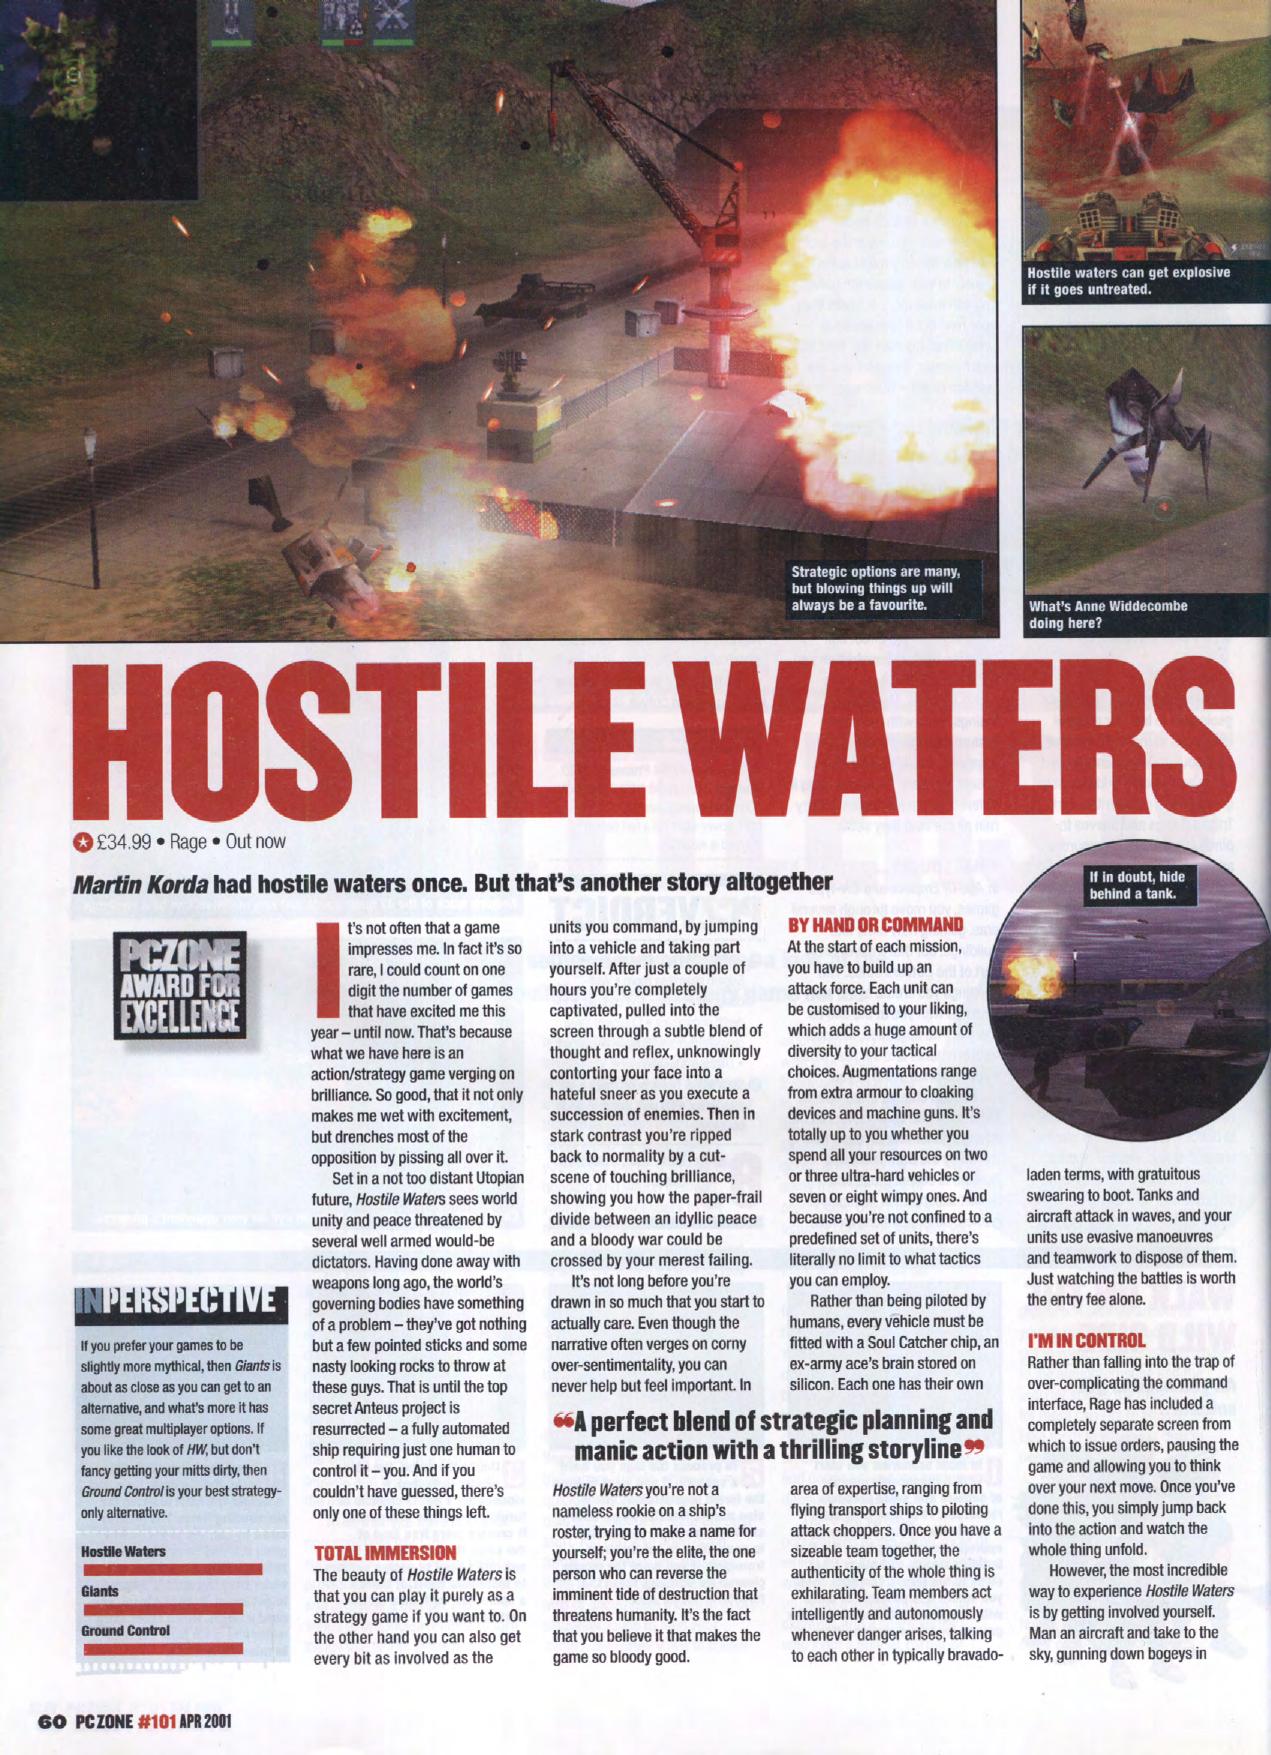 Strategic options are many,
but blowing things up will
always be a favourite.
Hostile waters can get explosive
if it goes untreated.
What's Anne Widdecombe
doing here?
HOSTILE WATERS
£34.99 • Rage • Out now
Martin Korda had hostile waters once. But that's another story altogether
PCZONE
AWARD FOR
EXCELLENCE
INPERSPECTIVE
If you prefer your games to be
slightly more mythical, then Giants is
about as close as you can get to an
alternative, and what's more it has
some great multiplayer options. If
you like the look of HW, but don't
fancy getting your mitts dirty, then
Ground Control is your best strategy-
only alternative.
Hostile Waters
Giants
Ground Control
It's not often that a game
impresses me. In fact it's so
rare, I could count on one
digit the number of games
that have excited me this
year – until now. That's because
what we have here is an
action/strategy game verging on
brilliance. So good, that it not only
makes me wet with excitement,
but drenches most of the
opposition by pissing all over it.
Set in a not too distant Utopian
future, Hostile Waters sees world
unity and peace threatened by
several well armed would-be
dictators. Having done away with
weapons long ago, the world's
governing bodies have something
of a problem – they've got nothing
but a few pointed sticks and some
nasty looking rocks to throw at
these guys. That is until the top
secret Anteus project is
resurrected – a fully automated
ship requiring just one human to
control it – you. And if you
couldn't have guessed, there's
only one of these things left.
TOTAL IMMERSION
The beauty of Hostile Waters is
that you can play it purely as a
strategy game if you want to. On
the other hand you can also get
every bit as involved as the
units you command, by jumping
into a vehicle and taking part
yourself. After just a couple of
hours you're completely
captivated, pulled into the
screen through a subtle blend of
thought and reflex, unknowingly
contorting your face into a
hateful sneer as you execute a
succession of enemies. Then in
stark contrast you're ripped
back to normality by a cut-
scene of touching brilliance,
showing you how the paper-frail
divide between an idyllic peace
and a bloody war could be
crossed by your merest failing.
It's not long before you're
drawn in so much that you start to
actually care. Even though the
narrative often verges on corny
over-sentimentality, you can
never help but feel important. In
“A perfect blend of strategic planning and
manic action with a thrilling storyline”
Hostile Waters you're not a
nameless rookie on a ship's
roster, trying to make a name for
yourself; you're the elite, the one
person who can reverse the
imminent tide of destruction that
threatens humanity. It's the fact
that you believe it that makes the
game so bloody good.
BY HAND OR COMMAND
At the start of each mission,
you have to build up an
attack force. Each unit can
be customised to your liking,
which adds a huge amount of
diversity to your tactical
choices. Augmentations range
from extra armour to cloaking
devices and machine guns. It's
totally up to you whether you
spend all your resources on two
or three ultra-hard vehicles or
seven or eight wimpy ones. And
because you're not confined to a
predefined set of units, there's
literally no limit to what tactics
you can employ.
Rather than being piloted by
humans, every vehicle must be
fitted with a Soul Catcher chip, an
ex-army ace's brain stored on
silicon. Each one has their own
area of expertise, ranging from
flying transport ships to piloting
attack choppers. Once you have a
sizeable team together, the
authenticity of the whole thing is
exhilarating. Team members act
intelligently and autonomously
whenever danger arises, talking
to each other in typically bravado-
If in doubt, hide
behind a tank.
laden terms, with gratuitous
swearing to boot. Tanks and
aircraft attack in waves, and your
units use evasive manoeuvres
and teamwork to dispose of them.
Just watching the battles is worth
the entry fee alone.
I'M IN CONTROL
Rather than falling into the trap of
over-complicating the command
interface, Rage has included a
completely separate screen from
which to issue orders, pausing the
game and allowing you to think
over your next move. Once you've
done this, you simply jump back
into the action and watch the
whole thing unfold.
However, the most incredible
way to experience Hostile Waters
is by getting involved yourself.
Man an aircraft and take to the
sky, gunning down bogeys in
60 PCZONE #101 APR 2001